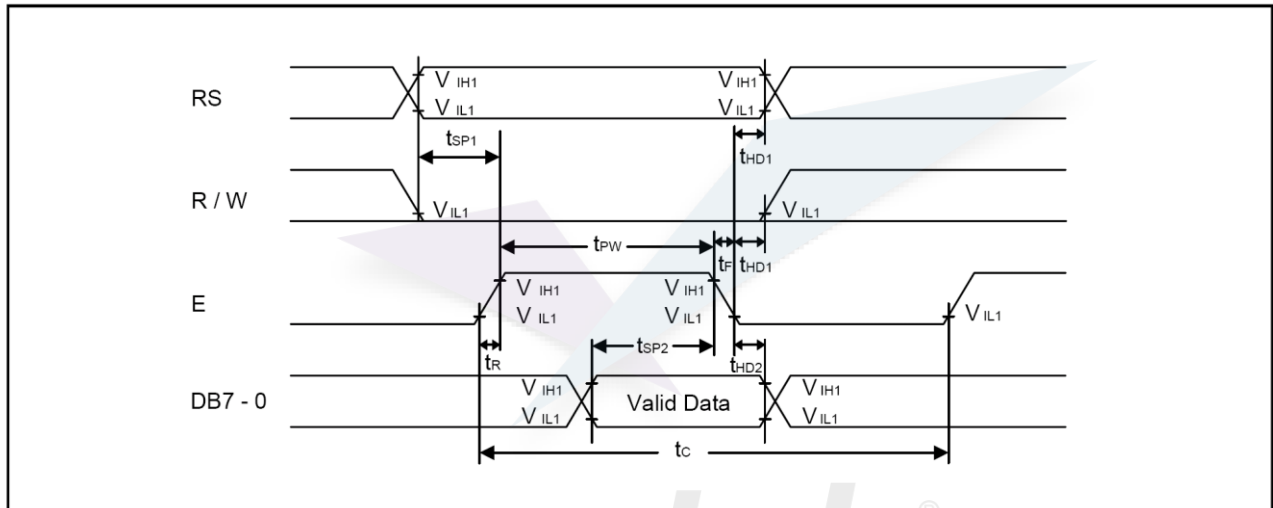 RS
V IH1 V IH1
V IL1 V IL1
tSP1 tHD1
R / W
V IL1 V IL1
tPW tF tHD1
E
V IH1 V IH1
V IL1 V IL1 V IL1
tR tSP2 tHD2
DB7 - 0
V IH1 Valid Data V IH1
V IL1 V IL1
tC
®